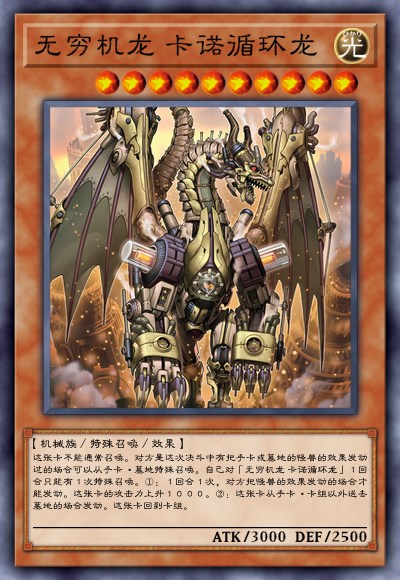 无穷机龙 卡诺循环龙
光
【机械族／特殊召唤／效果】
这张卡不能通常召唤。对方是这次决斗中有把手卡或墓地的怪兽的效果发动
过的场合可以从手卡・墓地特殊召唤。自己对「无穷机龙 卡诺循环龙」1回
合只能有1次特殊召唤。①：1回合1次，对方把怪兽的效果发动的场合才
能发动。这张卡的攻击力上升1000。②：这张卡从手卡・卡组以外送去
墓地的场合发动。这张卡回到卡组。
ATK/3000 DEF/2500